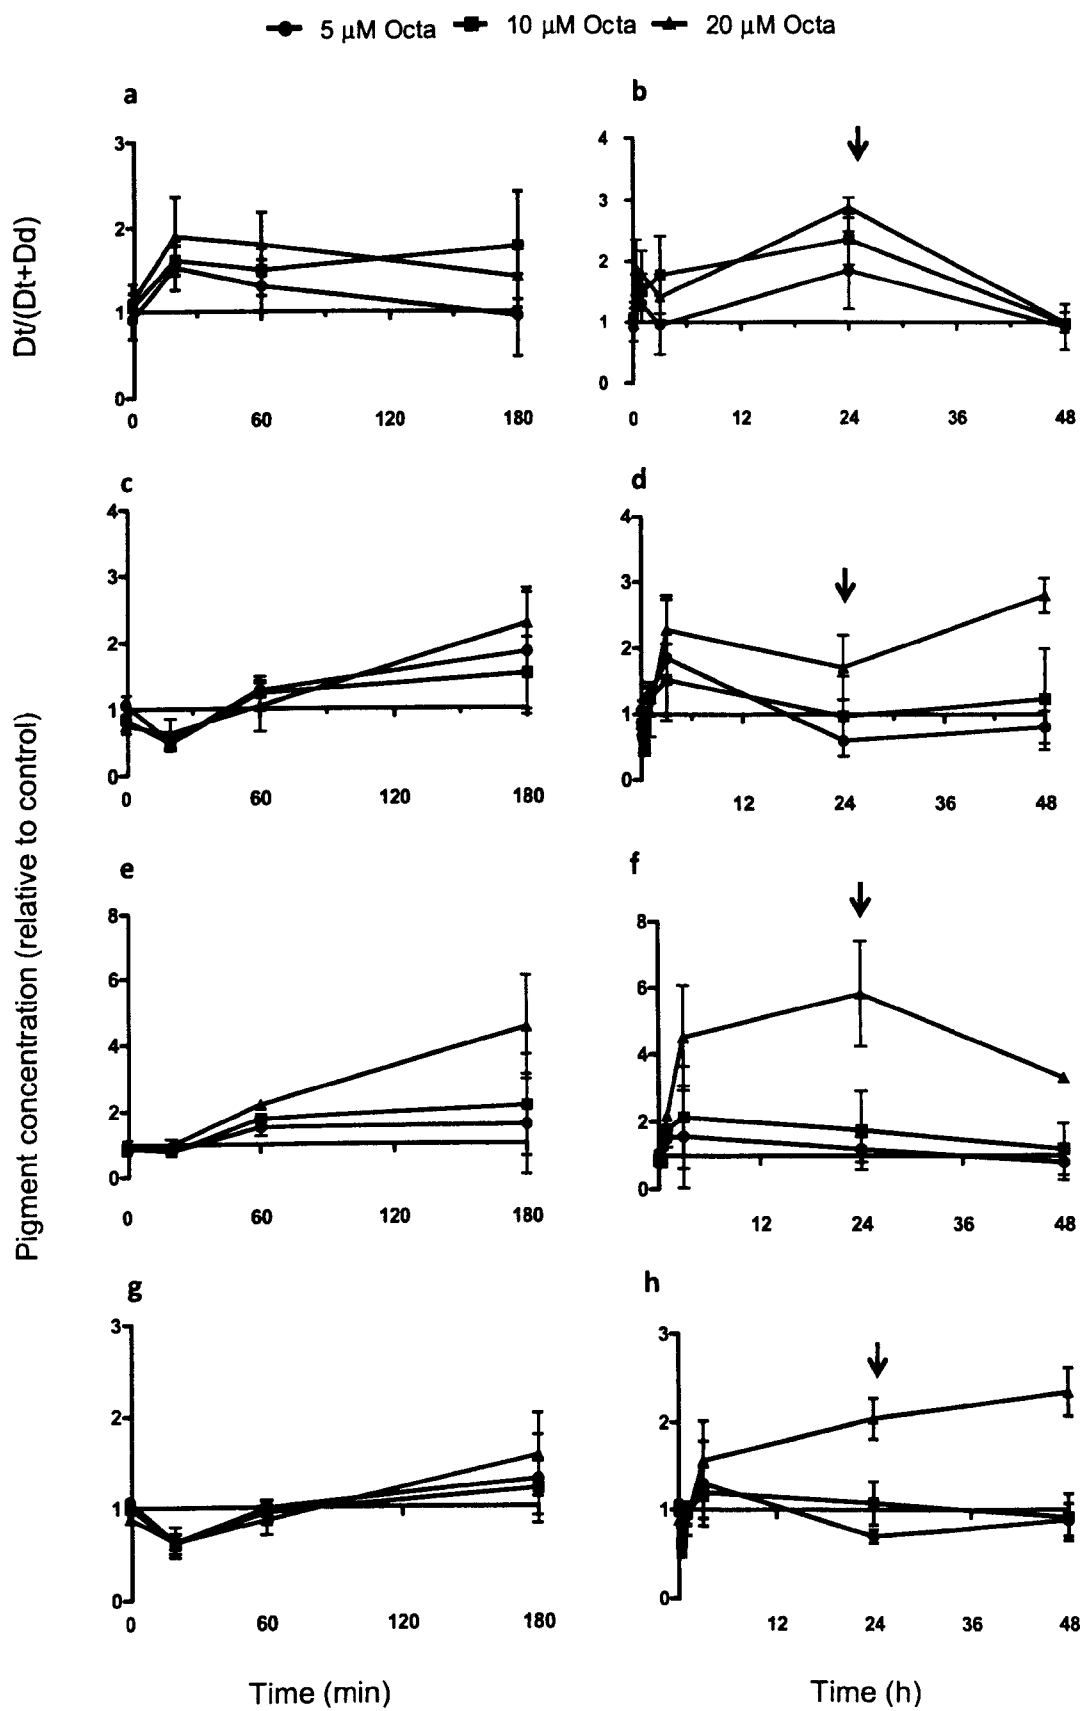 5 µM Octa 10 µM Octa 20 µM Octa
a
b
Dt/(Dt+Dd)
3
2
1
0
0 60 120 180
4
3
2
1
0
0 12 24 36 48
c
d
Pigment concentration (relative to control)
4
3
2
1
0
0 60 120 180
4
3
2
1
0
12 24 36 48
e
f
8
6
4
2
0
0 60 120 180
8
6
4
2
0
12 24 36 48
g
h
3
2
1
0
0 60 120 180
3
2
1
0
12 24 36 48
Time (min)
Time (h)